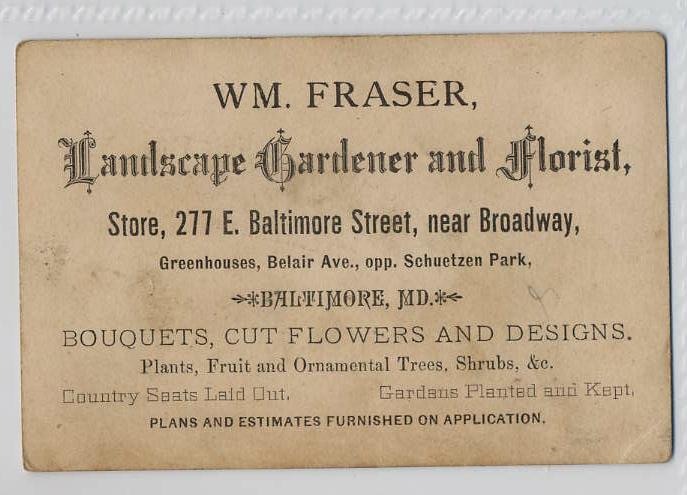 WM. FRASER,
Landscape Gardener and Florist,
Store, 277 E. Baltimore Street, near Broadway,
Greenhouses, Belair Ave., opp. Schuetzen Park,
BALTIMORE, MD.
BOUQUETS, CUT FLOWERS AND DESIGNS.
Plants, Fruit and Ornamental Trees, Shrubs, &c.
Country Seats Laid Out. Gardens Planted and Kept.
PLANS AND ESTIMATES FURNISHED ON APPLICATION.